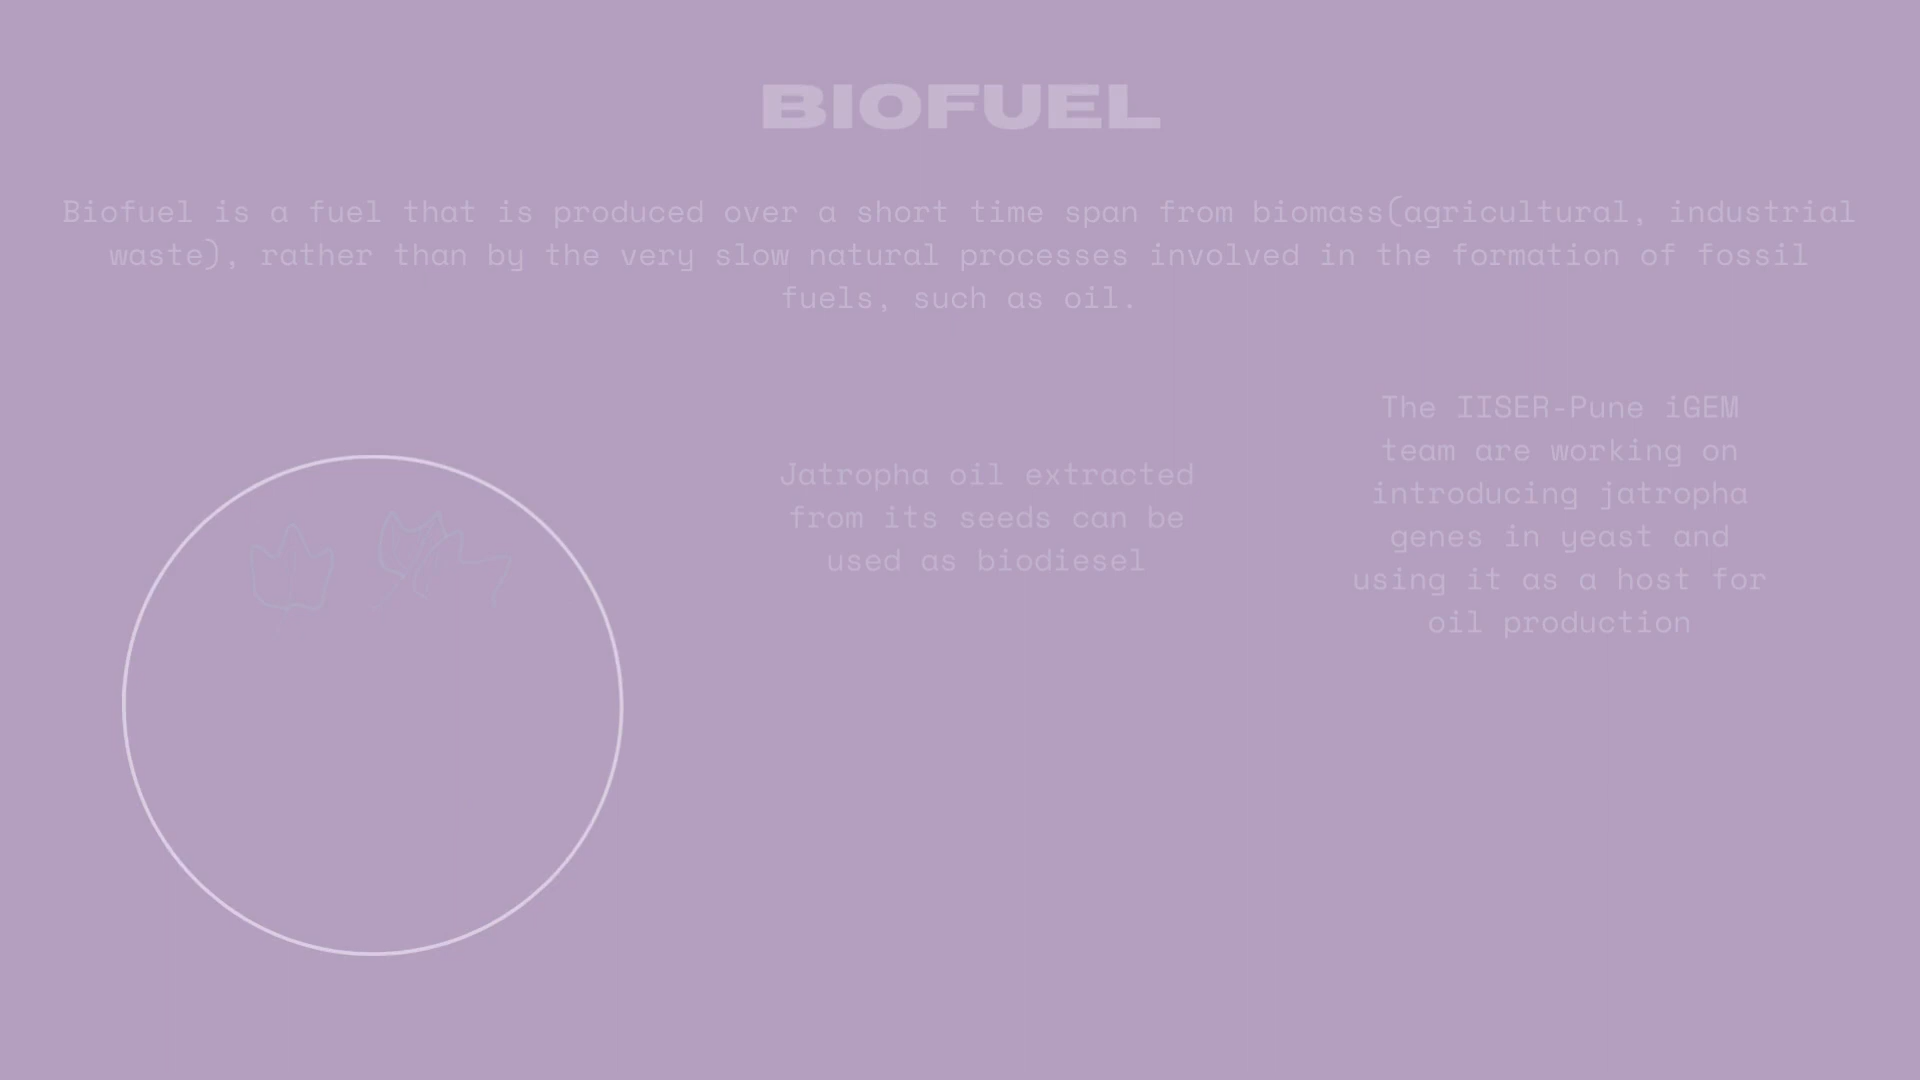 BIOFUEL
Biofuel is a fuel that is produced over a short time span from biomass(agricultural, industrial
waste), rather than by the very slow natural processes involved in the formation of fossil
fuels, such as oil.
Jatropha oil extracted
from its seeds can be
used as biodiesel
The IISER-Pune iGEM
team are working on
introducing jatropha
genes in yeast and
using it as a host for
oil production